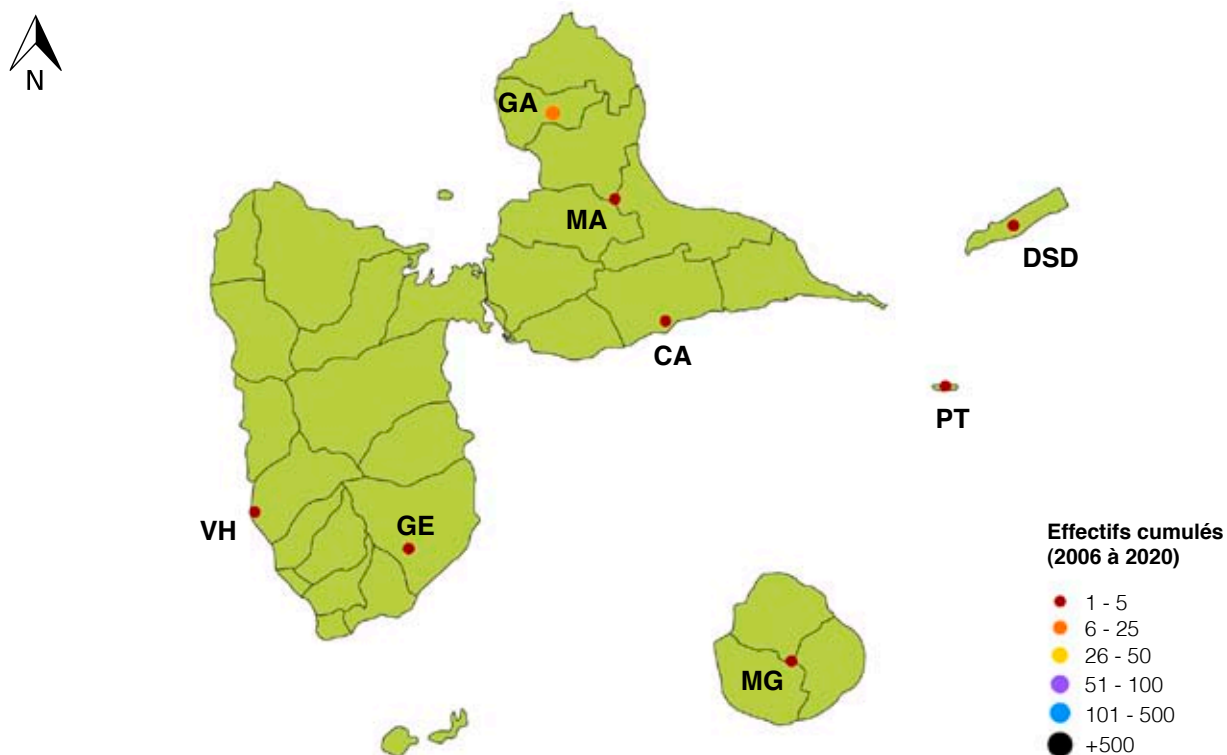 N
GA
MA
DSD
CA
PT
VH
GE
MG
Effectifs cumulés
(2006 à 2020)
1 - 5
6 - 25
26 - 50
51 - 100
101 - 500
+500